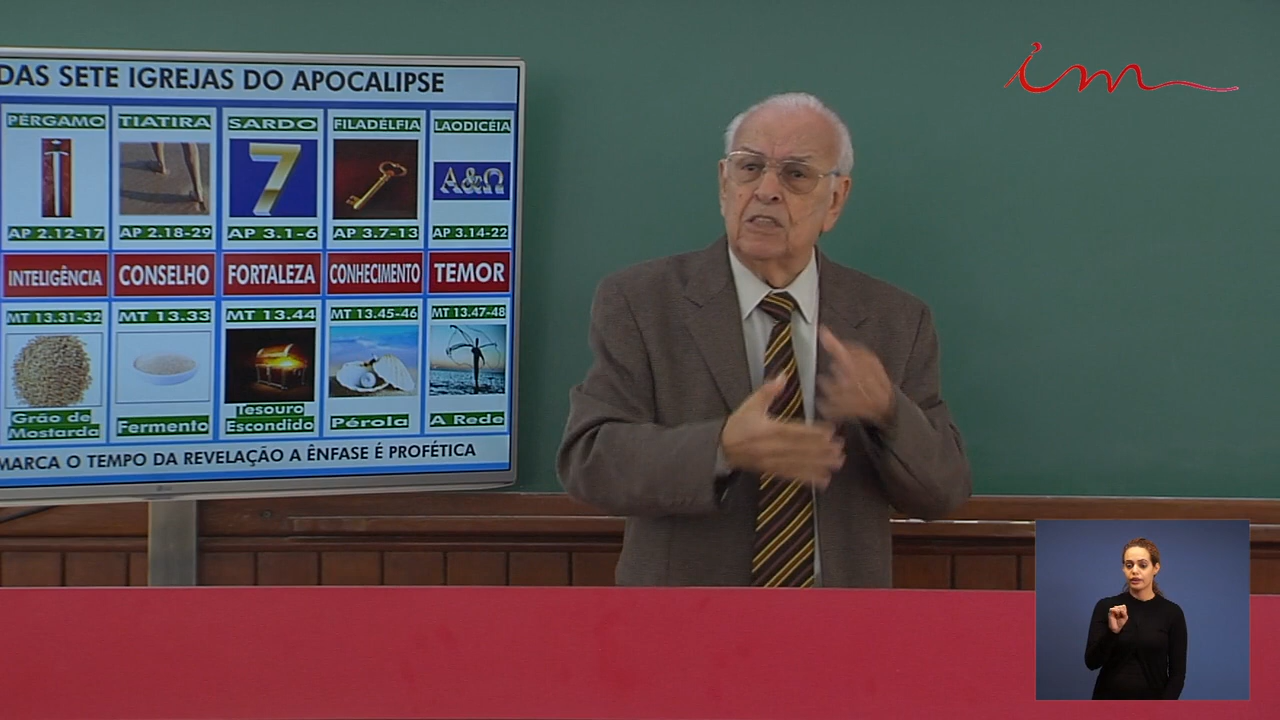 DAS SETE IGREJAS DO APOCALIPSE
PÉRGAMO TIATIRA SARDO FILADÉLFIA LAODICÉIA
7 A&Ω
AP 2.12-17 AP 2.18-29 AP 3.1-6 AP 3.7-13 AP 3.14-22
INTELIGÊNCIA CONSELHO FORTALEZA CONHECIMENTO TEMOR
MT 13.31-32 MT 13.33 MT 13.44 MT 13.45-46 MT 13.47-48
Grão de Mostarda Fermento Tesouro Escondido Pérola A Rede
MARCA O TEMPO DA REVELAÇÃO A ÊNFASE É PROFÉTICA
im
LG